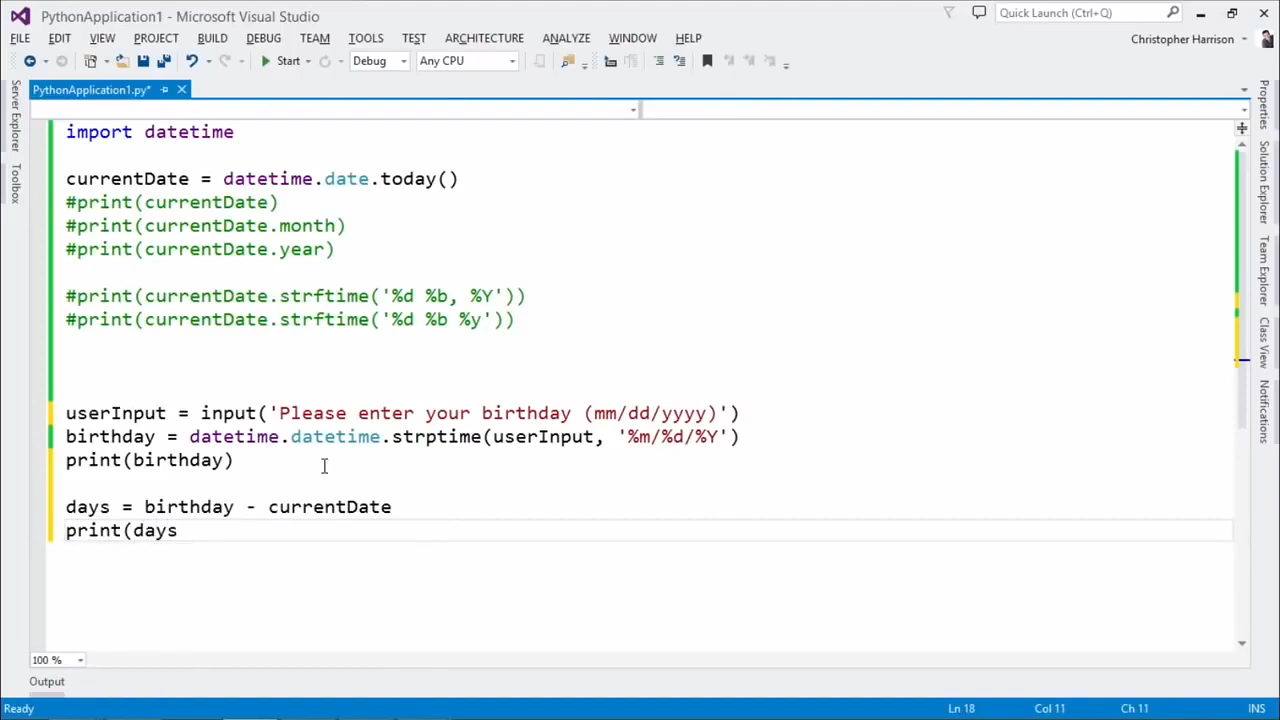 PythonApplication1 - Microsoft Visual Studio
Quick Launch (Ctrl+Q)
FILE EDIT VIEW PROJECT BUILD DEBUG TEAM TOOLS TEST ARCHITECTURE ANALYZE WINDOW HELP
Christopher Harrison
Start Debug Any CPU
PythonApplication1.py*
Server Explorer
Toolbox
import datetime
currentDate = datetime.date.today()
#print(currentDate)
#print(currentDate.month)
#print(currentDate.year)
#print(currentDate.strftime('%d %b, %Y'))
#print(currentDate.strftime('%d %b %y'))
userInput = input('Please enter your birthday (mm/dd/yyyy)')
birthday = datetime.datetime.strptime(userInput, '%m/%d/%Y')
print(birthday)
days = birthday - currentDate
print(days
Properties
Solution Explorer
Team Explorer
Class View
Notifications
100 %
Output
Ready
Ln 18 Col 11 Ch 11 INS